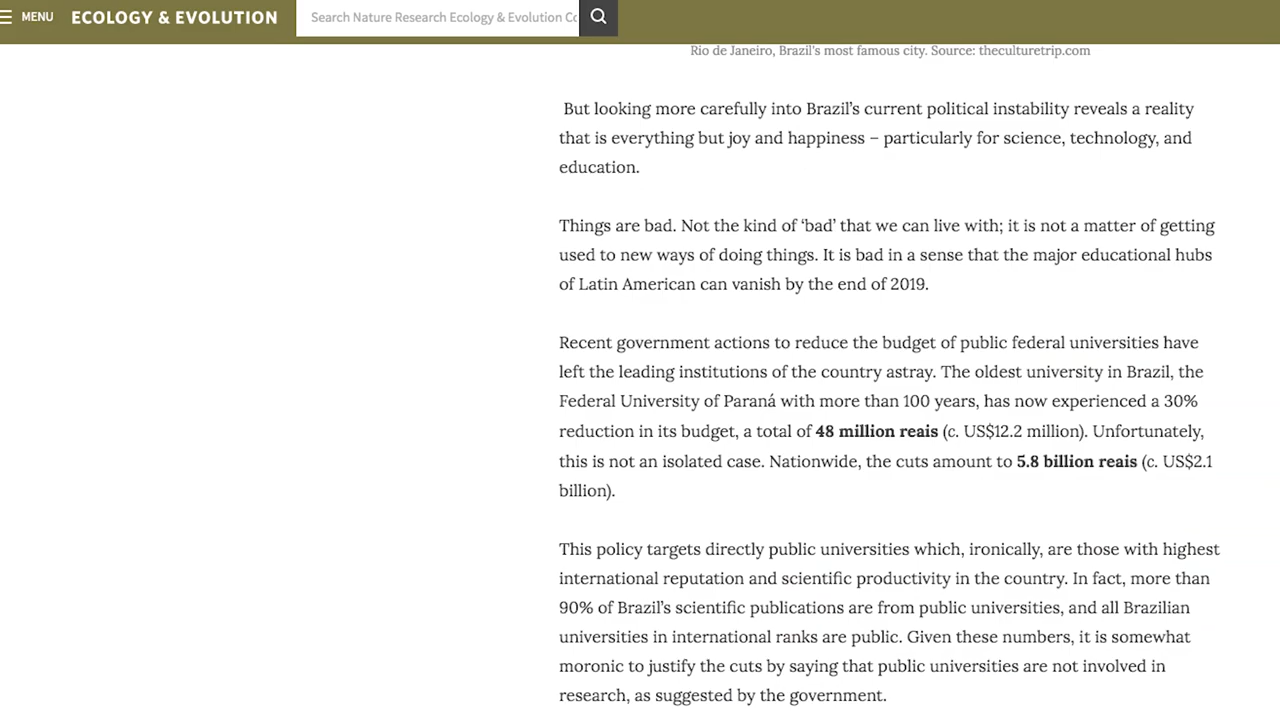 MENU ECOLOGY & EVOLUTION Search Nature Research Ecology & Evolution Co
Rio de Janeiro, Brazil's most famous city. Source: theculturetrip.com
But looking more carefully into Brazil’s current political instability reveals a reality
that is everything but joy and happiness – particularly for science, technology, and
education.
Things are bad. Not the kind of ‘bad’ that we can live with; it is not a matter of getting
used to new ways of doing things. It is bad in a sense that the major educational hubs
of Latin American can vanish by the end of 2019.
Recent government actions to reduce the budget of public federal universities have
left the leading institutions of the country astray. The oldest university in Brazil, the
Federal University of Paraná with more than 100 years, has now experienced a 30%
reduction in its budget, a total of 48 million reais (c. US$12.2 million). Unfortunately,
this is not an isolated case. Nationwide, the cuts amount to 5.8 billion reais (c. US$2.1
billion).
This policy targets directly public universities which, ironically, are those with highest
international reputation and scientific productivity in the country. In fact, more than
90% of Brazil’s scientific publications are from public universities, and all Brazilian
universities in international ranks are public. Given these numbers, it is somewhat
moronic to justify the cuts by saying that public universities are not involved in
research, as suggested by the government.